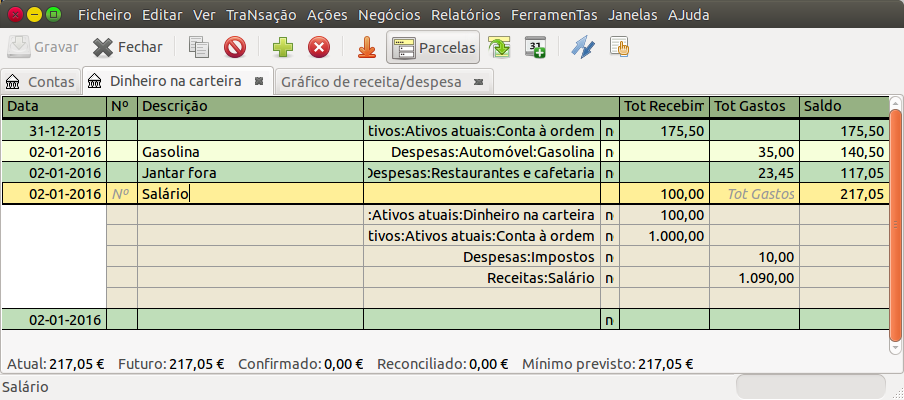 Ficheiro Editar Ver TraNsação Ações Negócios Relatórios FerramenTas Janelas AJuda
Gravar Fechar Parcelas
Contas Dinheiro na carteira Gráfico de receita/despesa
Data Nº Descrição Tot Recebim Tot Gastos Saldo
31-12-2015 tivos:Ativos atuais:Conta à ordem n 175,50 175,50
02-01-2016 Gasolina Despesas:Automóvel:Gasolina n 35,00 140,50
02-01-2016 Jantar fora Despesas:Restaurantes e cafetaria n 23,45 117,05
02-01-2016 Nº Salário 100,00 Tot Gastos 217,05
:Ativos atuais:Dinheiro na carteira n 100,00
tivos:Ativos atuais:Conta à ordem n 1.000,00
Despesas:Impostos n 10,00
Receitas:Salário n 1.090,00
02-01-2016 n
Atual: 217,05 € Futuro: 217,05 € Confirmado: 0,00 € Reconciliado: 0,00 € Mínimo previsto: 217,05 €
Salário